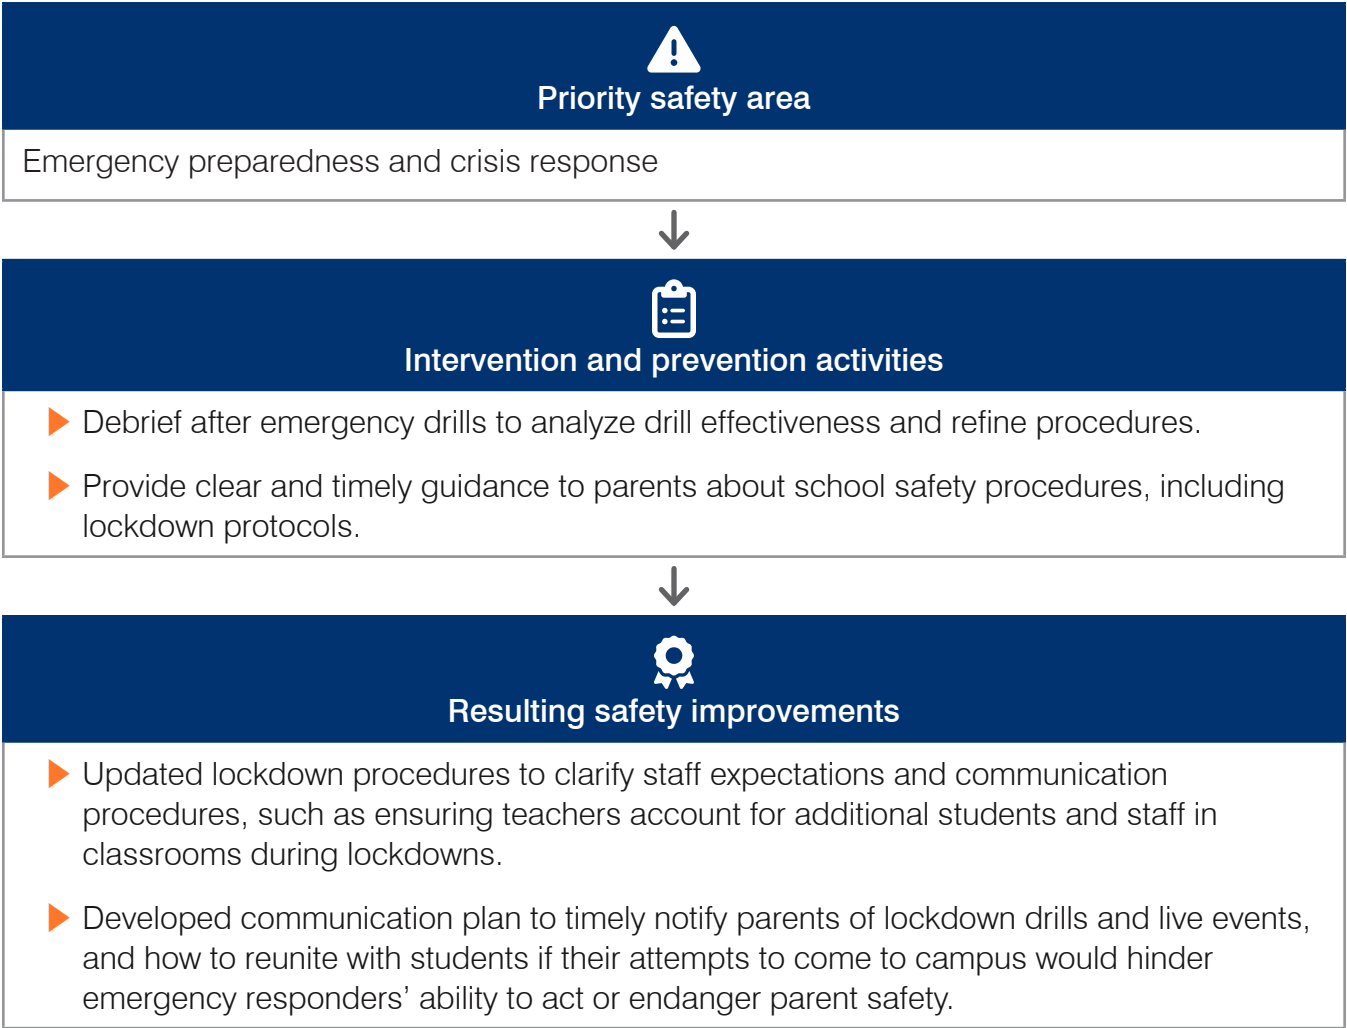 Priority safety area
Emergency preparedness and crisis response
Intervention and prevention activities
Debrief after emergency drills to analyze drill effectiveness and refine procedures.
Provide clear and timely guidance to parents about school safety procedures, including
lockdown protocols.
Resulting safety improvements
Updated lockdown procedures to clarify staff expectations and communication
procedures, such as ensuring teachers account for additional students and staff in
classrooms during lockdowns.
Developed communication plan to timely notify parents of lockdown drills and live events,
and how to reunite with students if their attempts to come to campus would hinder
emergency responders’ ability to act or endanger parent safety.